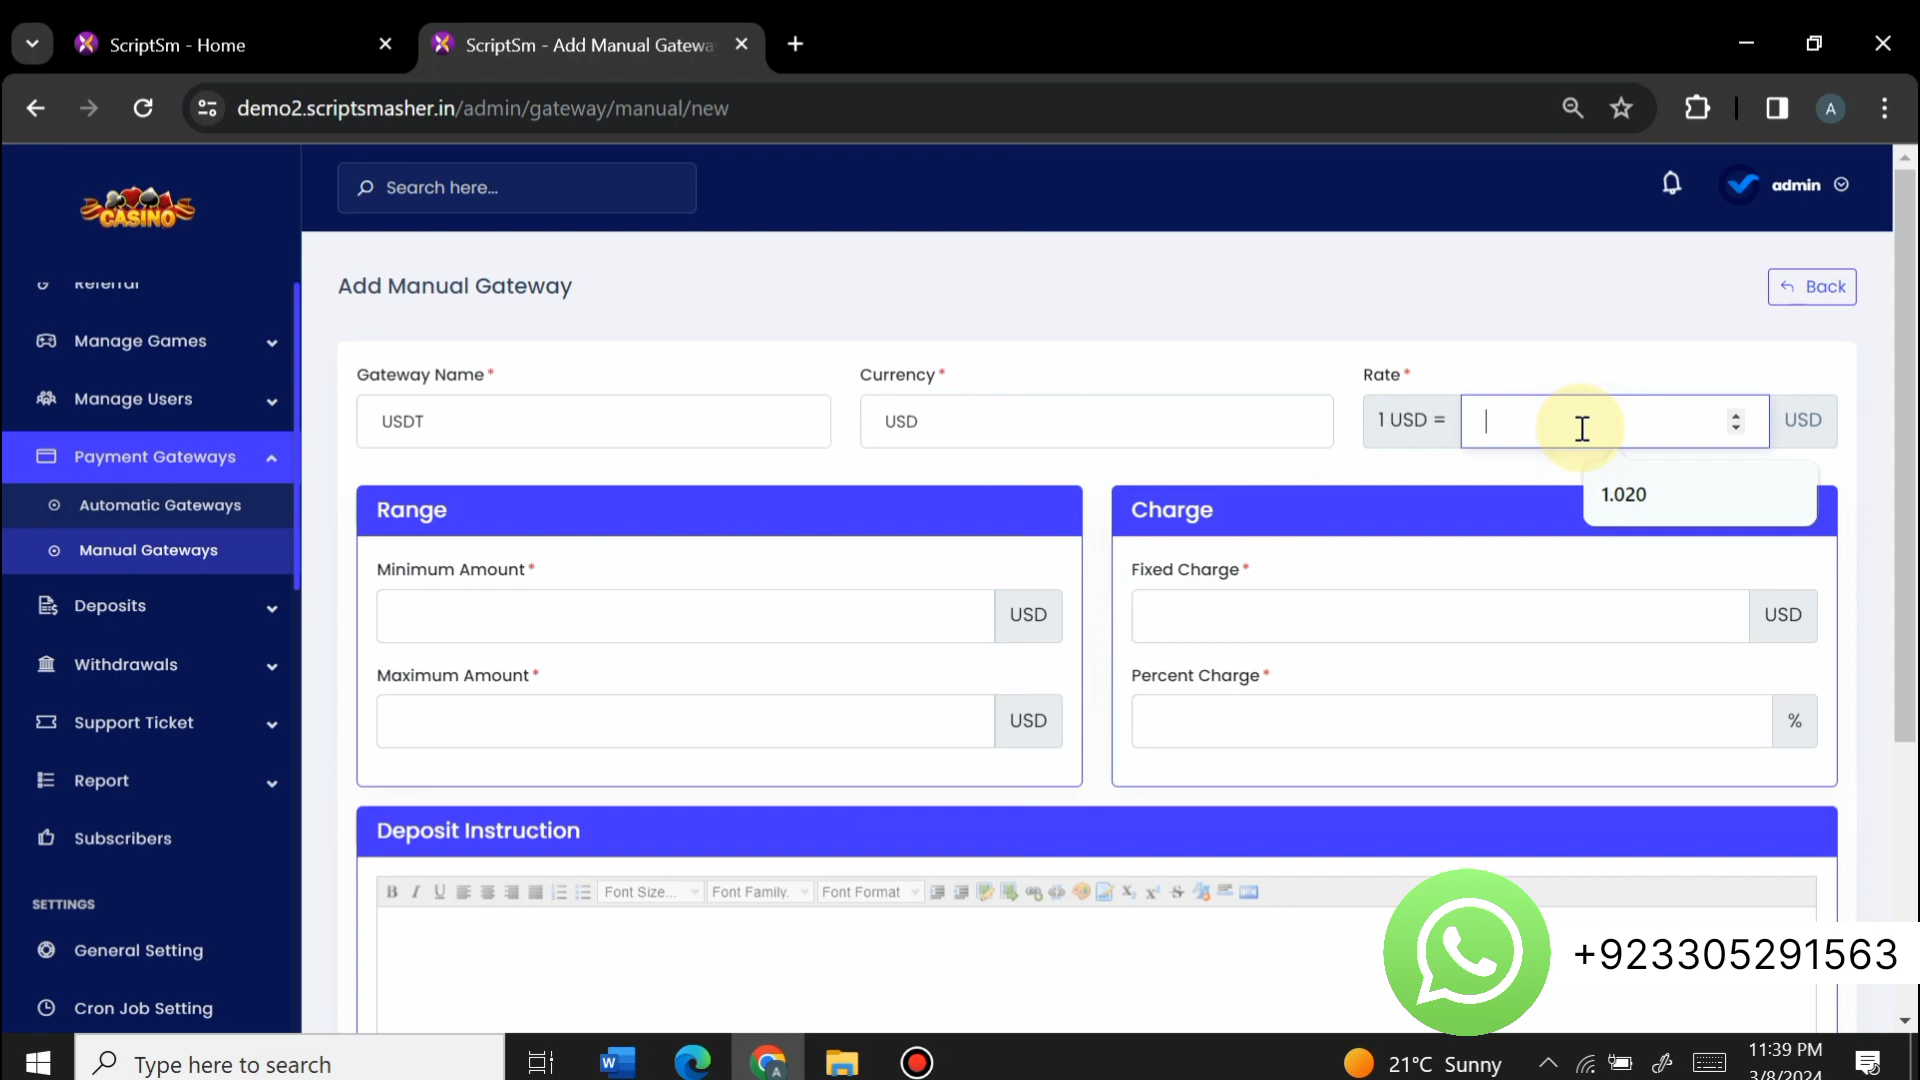 ScriptSm - Home
ScriptSm - Add Manual Gatewa
demo2.scriptsmasher.in/admin/gateway/manual/new
A
CASINO
Search here...
admin
Referral
Manage Games
Manage Users
Payment Gateways
Automatic Gateways
Manual Gateways
Deposits
Withdrawals
Support Ticket
Report
Subscribers
SETTINGS
General Setting
Cron Job Setting
Add Manual Gateway
Back
Gateway Name *
Currency *
Rate *
USDT
USD
1 USD =
USD
1.020
Range
Charge
Minimum Amount *
Fixed Charge *
USD
USD
Maximum Amount *
Percent Charge *
USD
%
Deposit Instruction
B I U Font Size... Font Family. Font Format
+923305291563
Type here to search
21°C Sunny
11:39 PM
3/8/2024